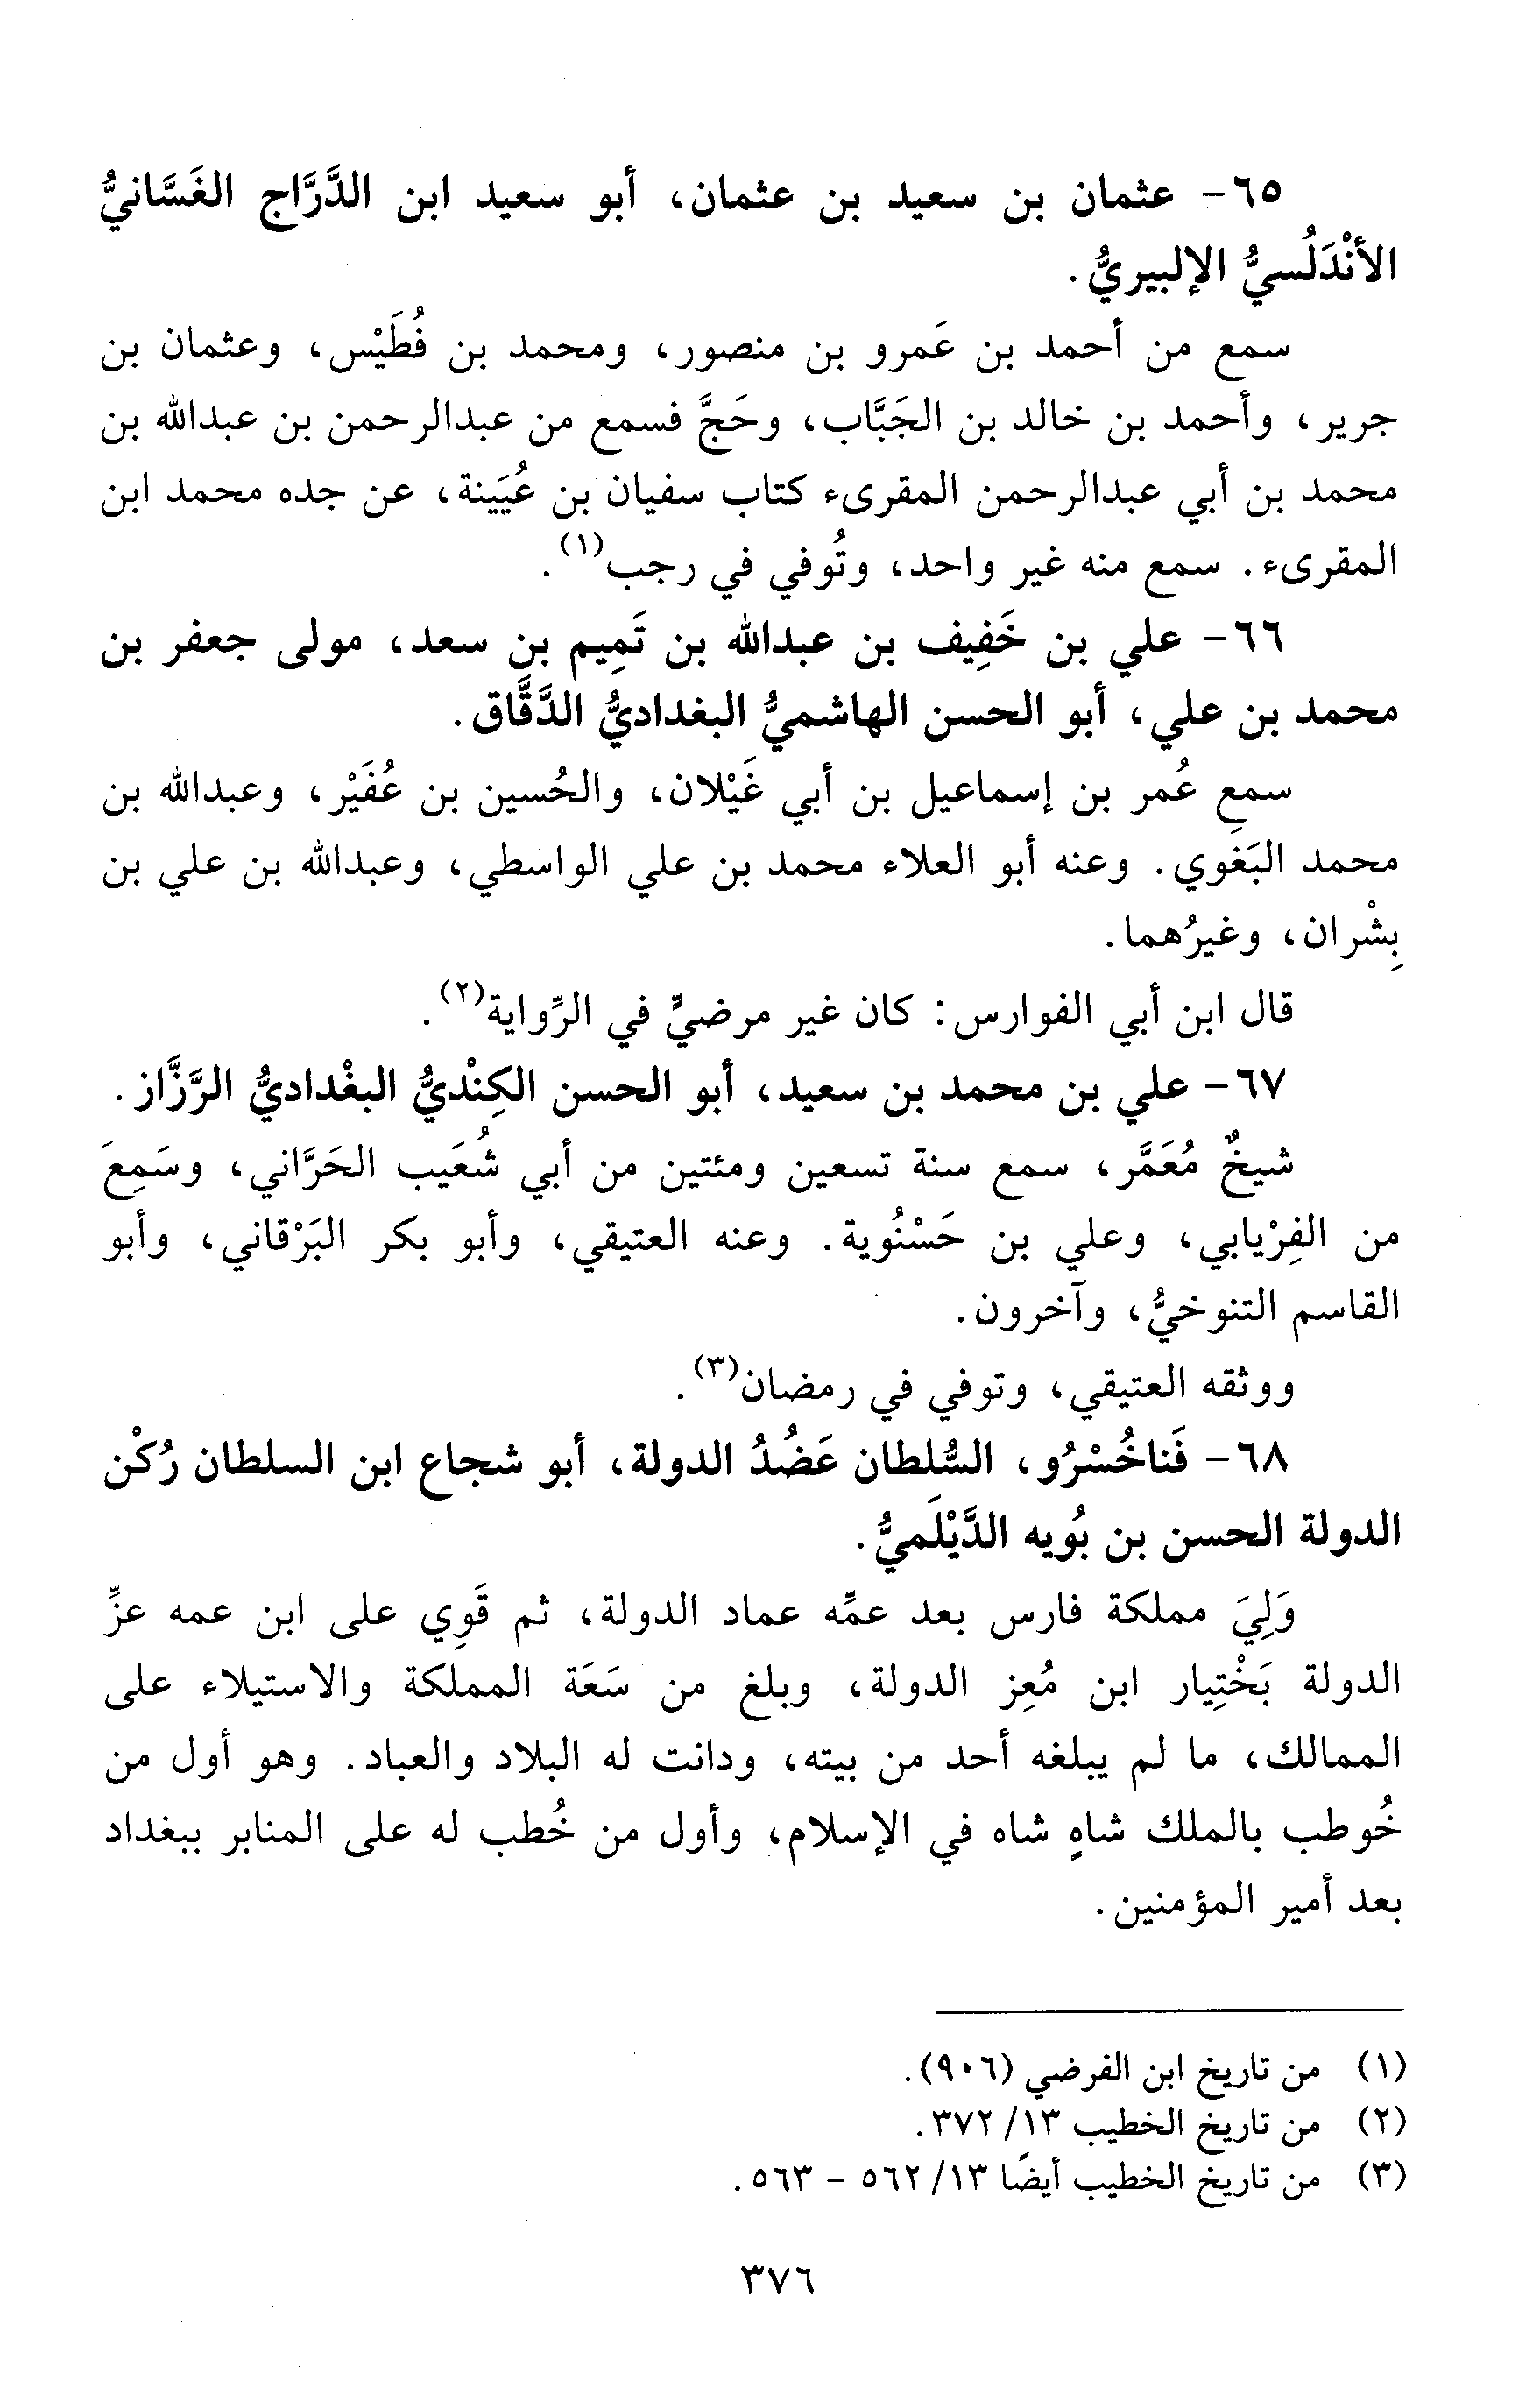 ٦٥- عثمان بن سعيد بن عثمان، أبو سعيد ابن الدَّرَّاج الغَسَّانيُّ
الأنْدَلُسيُّ الإلبيريُّ.
سمع من أحمد بن عَمرو بن منصور، ومحمد بن فُطَيْس، وعثمان بن
جرير، وأحمد بن خالد بن الجَبَّاب، وحَجَّ فسمع من عبدالرحمن بن عبدالله بن
محمد بن أبي عبدالرحمن المقرىء كتاب سفيان بن عُيَينة، عن جده محمد ابن
المقرىء. سمع منه غير واحد، وتُوفي في رجب(١).
٦٦- علي بن خَفِيف بن عبدالله بن تَمِيم بن سعد، مولى جعفر بن
محمد بن علي، أبو الحسن الهاشميُّ البغداديُّ الدَّقَّاق.
سمعِ عُمر بن إسماعيل بن أبي غَيْلان، والحُسين بن عُفَيْر، وعبدالله بن
محمد البَغوي. وعنه أبو العلاء محمد بن علي الواسطي، وعبدالله بن علي بن
بِشْران، وغيرُهما.
قال ابن أبي الفوارس: كان غير مرضيٍّ في الرِّواية(٢).
٦٧- علي بن محمد بن سعيد، أبو الحسن الكِنْديُّ البغْداديُّ الرَّزَّاز.
شيخٌ مُعَمَّر، سمع سنة تسعين ومئتين من أبي شُعَيب الحَرَّاني، وسَمِعَ
من الفِرْيابي، وعلي بن حَسْنُوية. وعنه العتيقي، وأبو بكر البَرْقاني، وأبو
القاسم التنوخيُّ، وآخرون.
ووثقه العتيقي، وتوفي في رمضان(٣).
٦٨- فَناخُسْرُو، السُّلطان عَضُدُ الدولة، أبو شجاع ابن السلطان رُكْن
الدولة الحسن بن بُويه الدَّيْلَميُّ.
وَلِيَ مملكة فارس بعد عمِّه عماد الدولة، ثم قَوِي على ابن عمه عزِّ
الدولة بَخْتِيار ابن مُعِز الدولة، وبلغ من سَعَة المملكة والاستيلاء على
الممالك، ما لم يبلغه أحد من بيته، ودانت له البلاد والعباد. وهو أول من
خُوطب بالملك شاهٍ شاه في الإسلام، وأول من خُطب له على المنابر ببغداد
بعد أمير المؤمنين.
(١) من تاريخ ابن الفرضي (٩٠٦).
(٢) من تاريخ الخطيب ١٣/ ٣٧٢.
(٣) من تاريخ الخطيب أيضًا ١٣/ ٥٦٢ - ٥٦٣.
٣٧٦